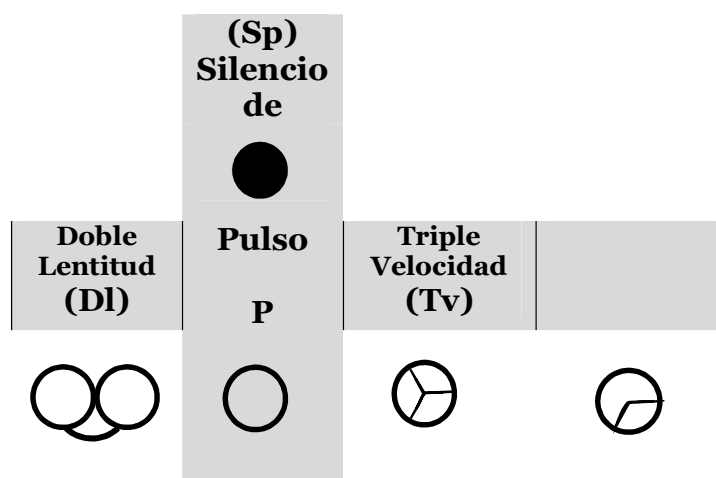 (Sp)
Silencio
de
Doble
Lentitud
(Dl)
Pulso
P
Triple
Velocidad
(Tv)